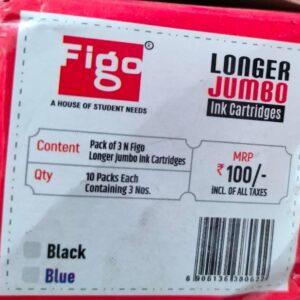 Figo®
A HOUSE OF STUDENT NEEDS
LONGER
JUMBO
Ink Cartridges
Content
Pack of 3 N Figo
Longer Jumbo Ink Cartridges
Qty
10 Packs Each
Containing 3 Nos.
MRP
₹100/-
INCL. OF ALL TAXES
Black
Blue